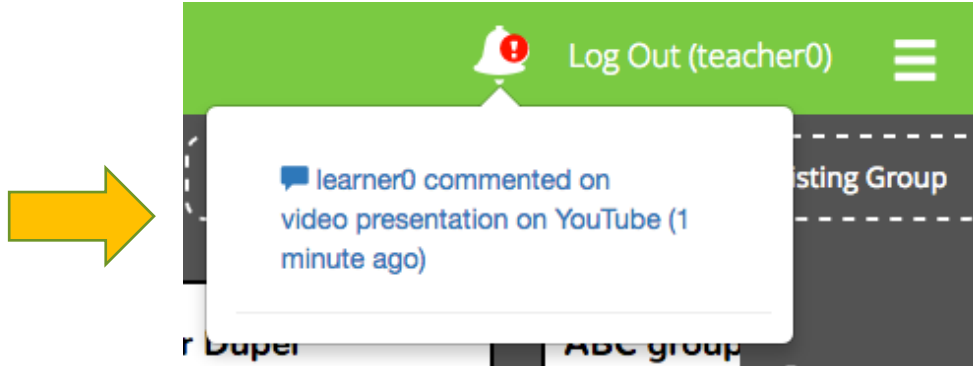 Log Out (teacher0)
learner0 commented on
video presentation on YouTube (1
minute ago)
isting Group
r Duper
ABC group